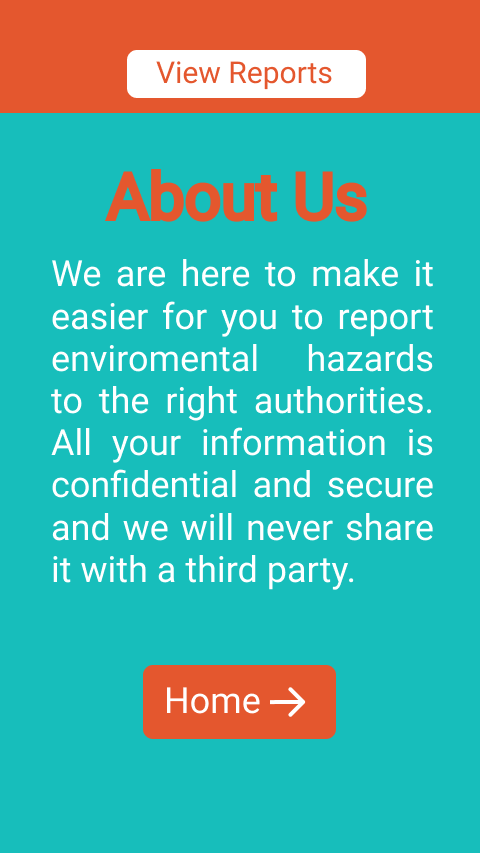 View Reports
About Us
We are here to make it
easier for you to report
enviromental hazards
to the right authorities.
All your information is
confidential and secure
and we will never share
it with a third party.
Home